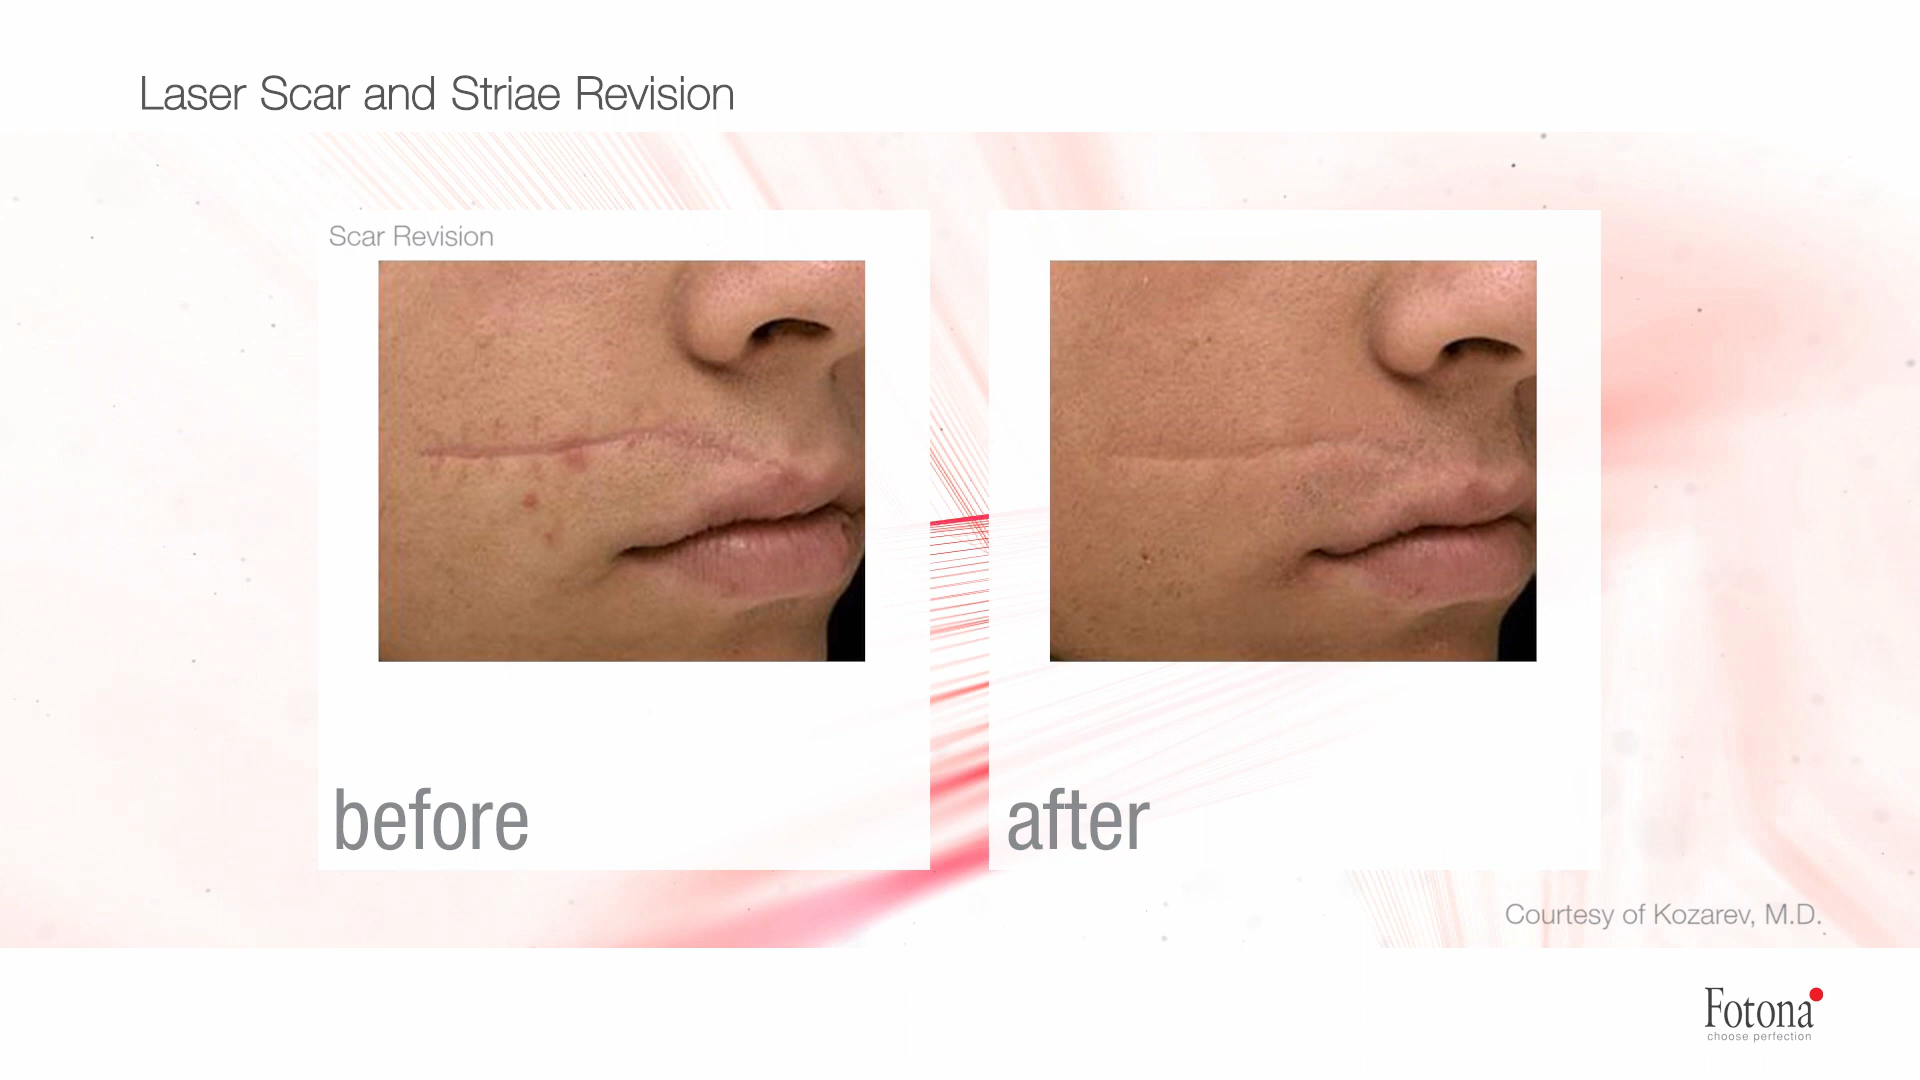 Laser Scar and Striae Revision
Scar Revision
before
after
Courtesy of Kozarev, M.D.
Fotona
choose perfection